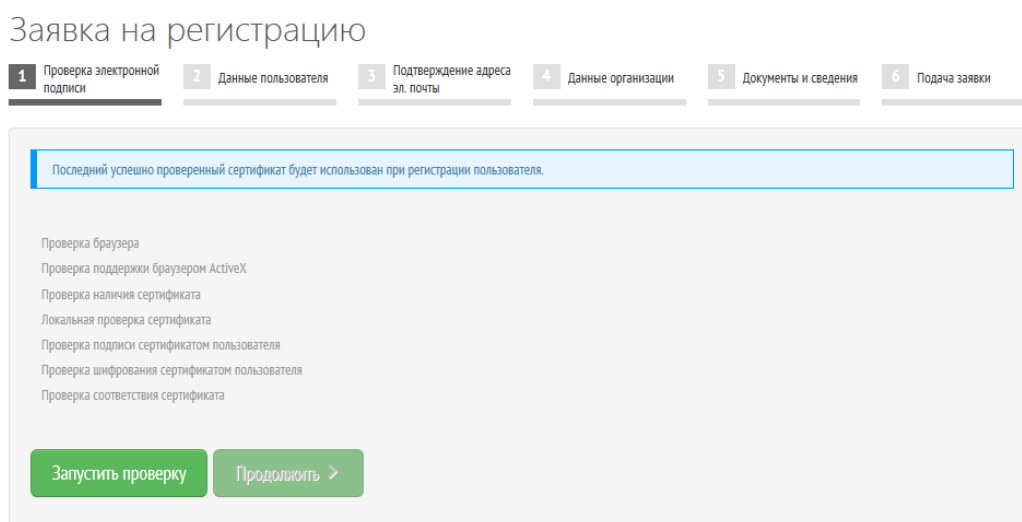 Заявка на регистрацию
1 Проверка электронной
подписи
2 Данные пользователя
3 Подтверждение адреса
эл. почты
4 Данные организации
5 Документы и сведения
6 Подача заявки
Последний успешно проверенный сертификат будет использован при регистрации пользователя.
Проверка браузера
Проверка поддержки браузером ActiveX
Проверка наличия сертификата
Локальная проверка сертификата
Проверка подписи сертификатом пользователя
Проверка шифрования сертификатом пользователя
Проверка соответствия сертификата
Запустить проверку
Продолжить >